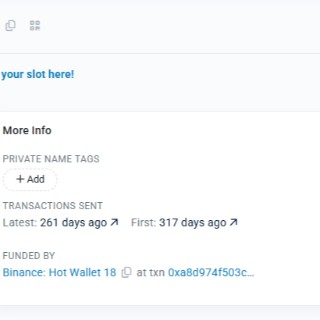 your slot here!
More Info
PRIVATE NAME TAGS
+ Add
TRANSACTIONS SENT
Latest: 261 days ago ↗ First: 317 days ago ↗
FUNDED BY
Binance: Hot Wallet 18 at txn 0xa8d974f503c...